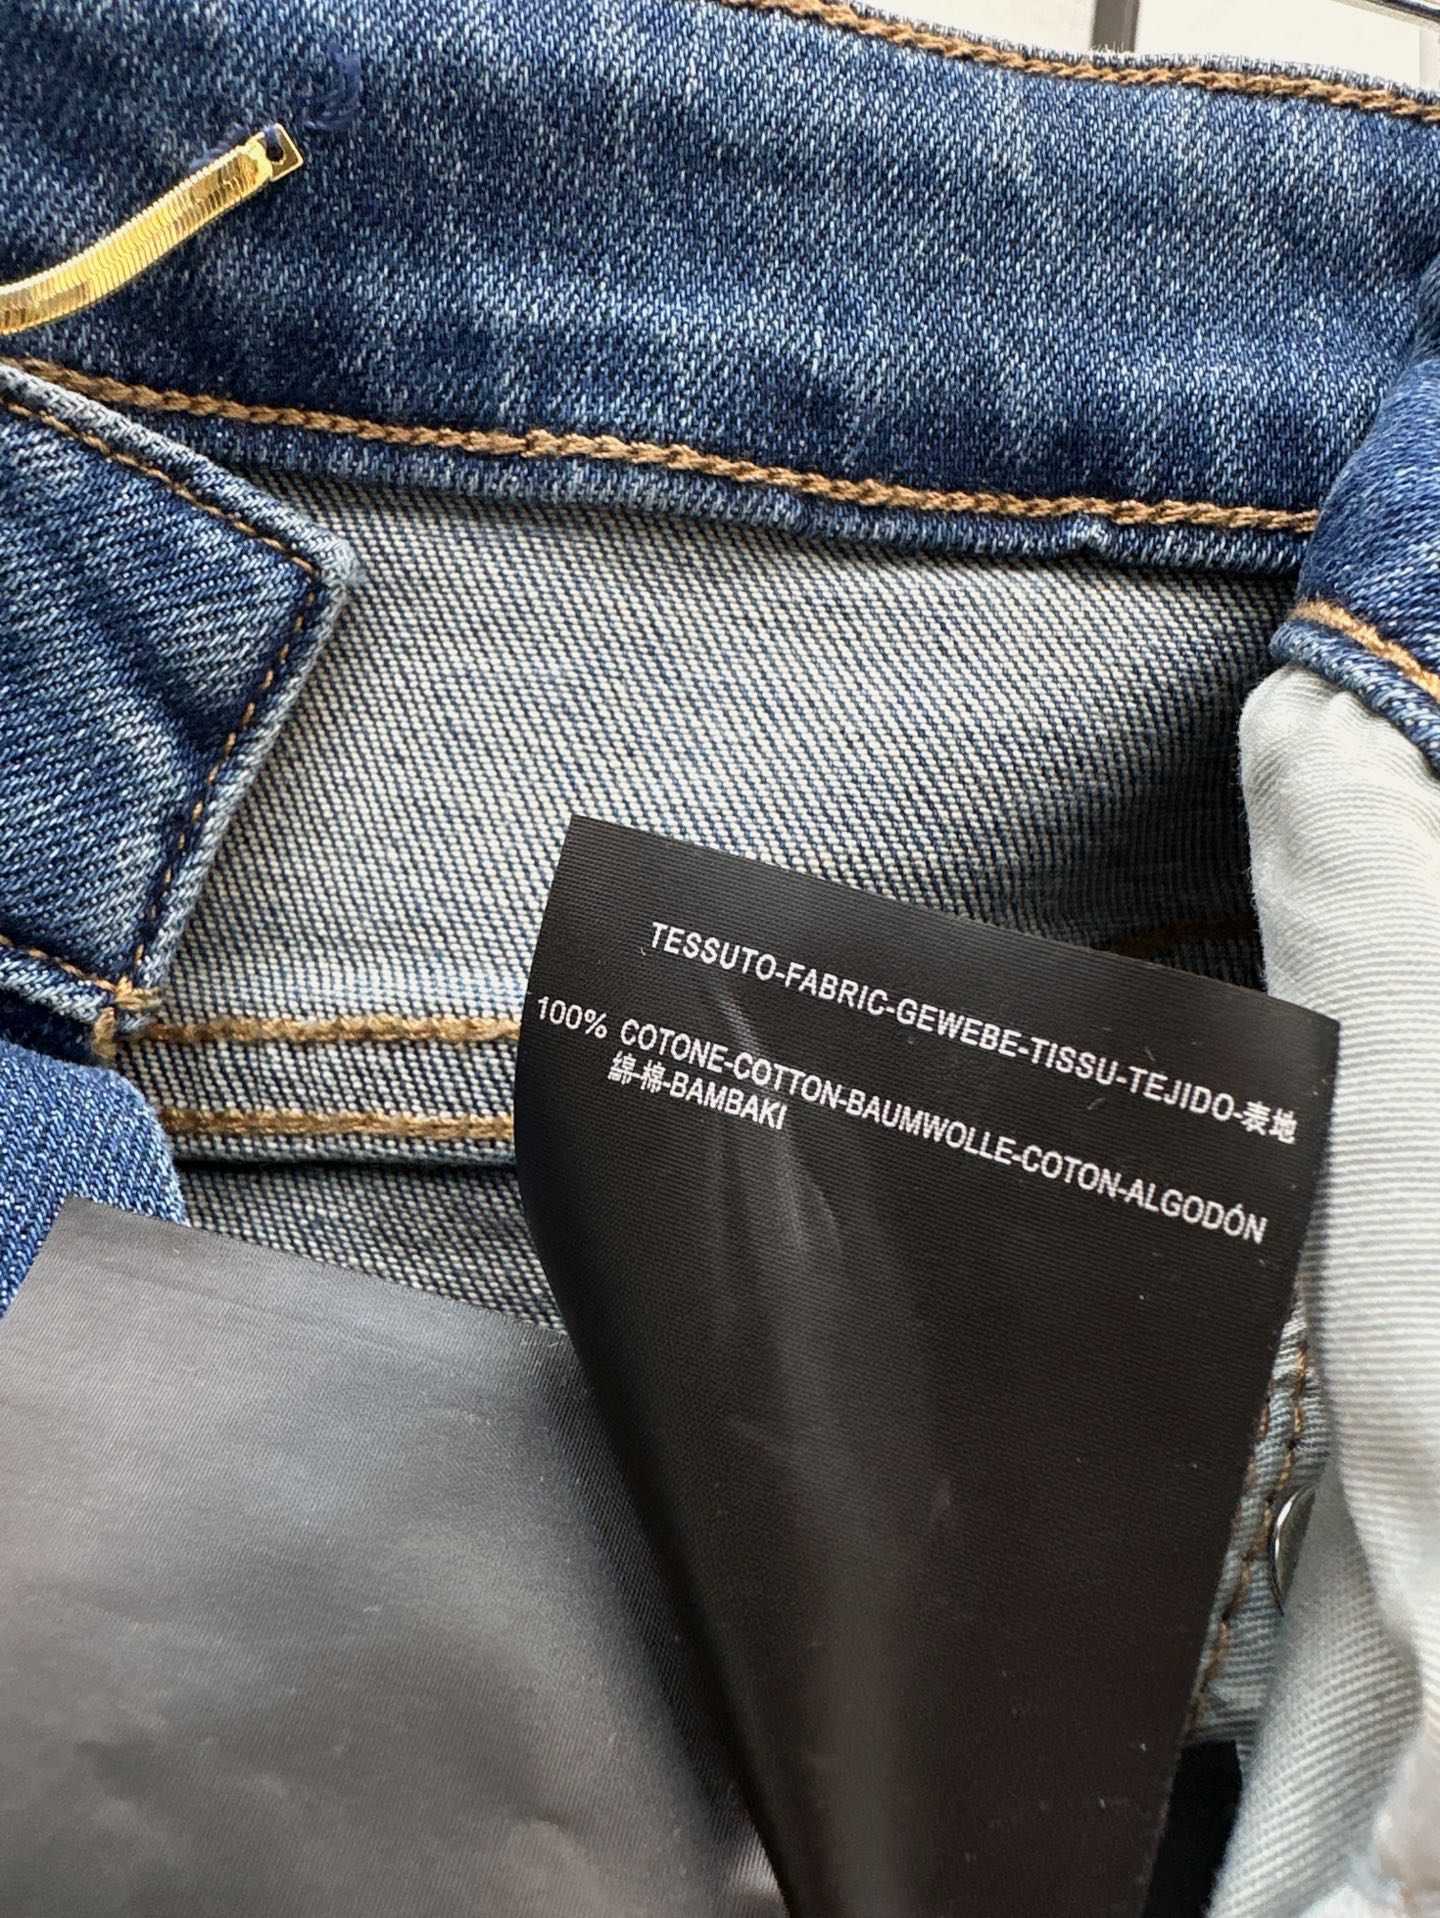 TESSUTO-FABRIC-GEWEBE-TISSU-TEJIDO-表地
100% COTONE-COTTON-BAUMWOLLE-COTON-ALGODÓN
綿-棉-BAMBAKI